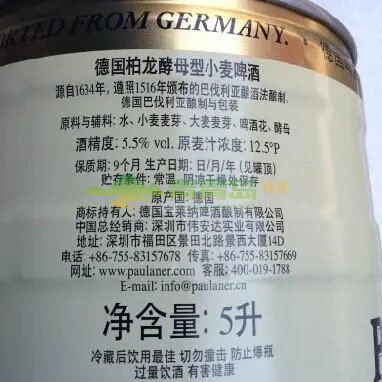 IMPORTED FROM GERMANY.
德国
德国柏龙酵母型小麦啤酒
源自1634年，遵照1516年颁布的巴伐利亚酿酒法酿制，
德国巴伐利亚酿制与包装
原料与辅料：水、小麦麦芽、大麦麦芽、啤酒花、酵母
酒精度：5.5% vol. 原麦汁浓度：12.5°P
保质期：9个月 生产日期：日/月/年（见罐顶）
贮存条件：常温，阴凉干燥处保存
原产国：德国
商标持有人：德国宝莱纳啤酒酿制有限公司
中国总经销商：深圳市伟安达实业有限公司
地址：深圳市福田区景田北路景西大厦14D
电话：+86-755-83157678 传真：+86-755-83157669
www.paulaner.com 客服：400-019-1788
E-mail：info@paulaner.com
净含量：5升
冷藏后饮用最佳 切勿撞击 防止爆瓶
过量饮酒 有害健康